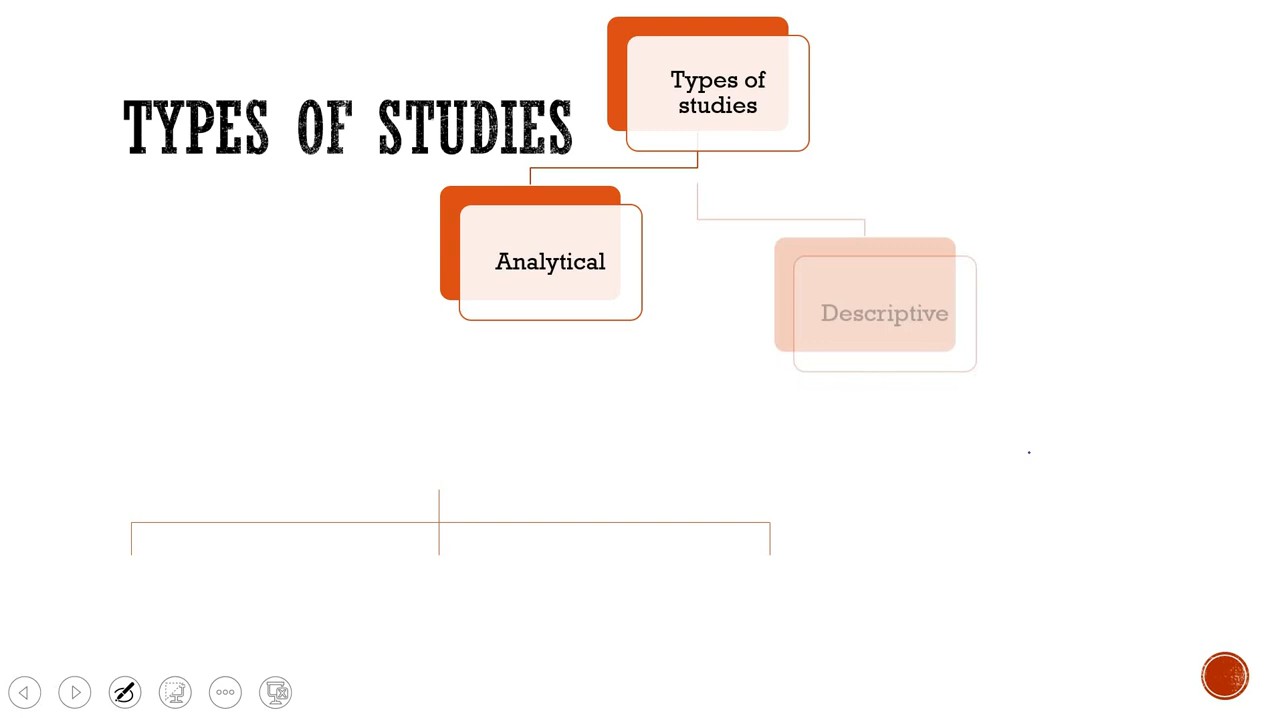 TYPES OF STUDIES
Types of
studies
Analytical
Descriptive